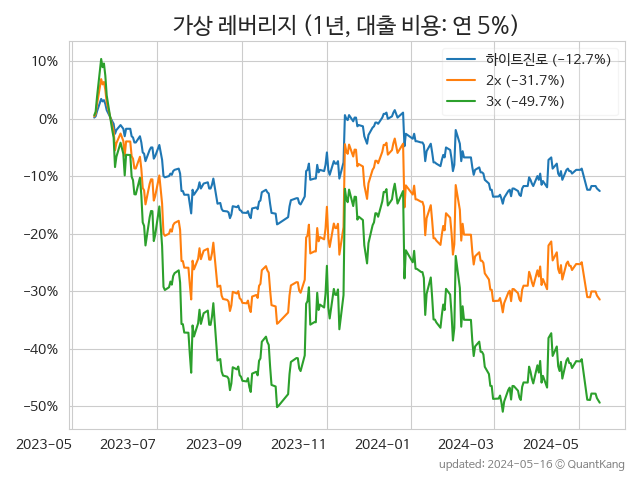 가상 레버리지 (1년, 대출 비용: 연 5%)
하이트진로 (−12.7%)
2x (−31.7%)
3x (−49.7%)
10%
0%
−10%
−20%
−30%
−40%
−50%
2023-05
2023-07
2023-09
2023-11
2024-01
2024-03
2024-05
updated: 2024-05-16 © QuantKang